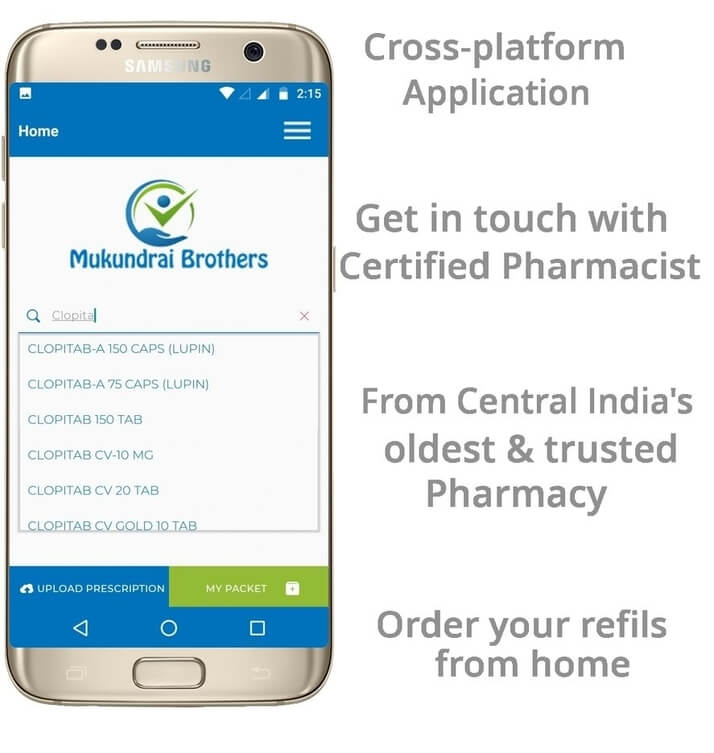 SAMSUNG
2:15
Home
Mukundrai Brothers
Clopita
CLOPITAB-A 150 CAPS (LUPIN)
CLOPITAB-A 75 CAPS (LUPIN)
CLOPITAB 150 TAB
CLOPITAB CV-10 MG
CLOPITAB CV 20 TAB
CLOPITAB CV GOLD 10 TAB
UPLOAD PRESCRIPTION
MY PACKET
Cross-platform
Application
Get in touch with
Certified Pharmacist
From Central India's
oldest & trusted
Pharmacy
Order your refils
from home